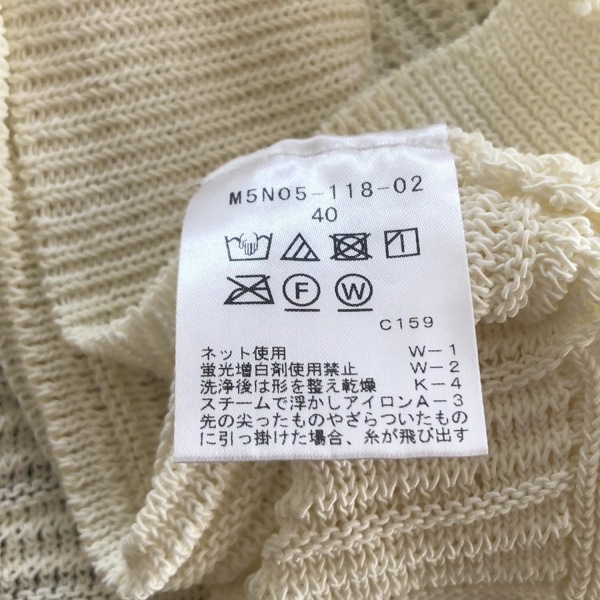 M5N05-118-02
40
F W
C159
ネット使用 W-1
蛍光増白剤使用禁止 W-2
洗浄後は形を整え乾燥 K-4
スチームで浮かしアイロン A-3
先の尖ったものやざらついたもの
に引っ掛けた場合、糸が飛び出す